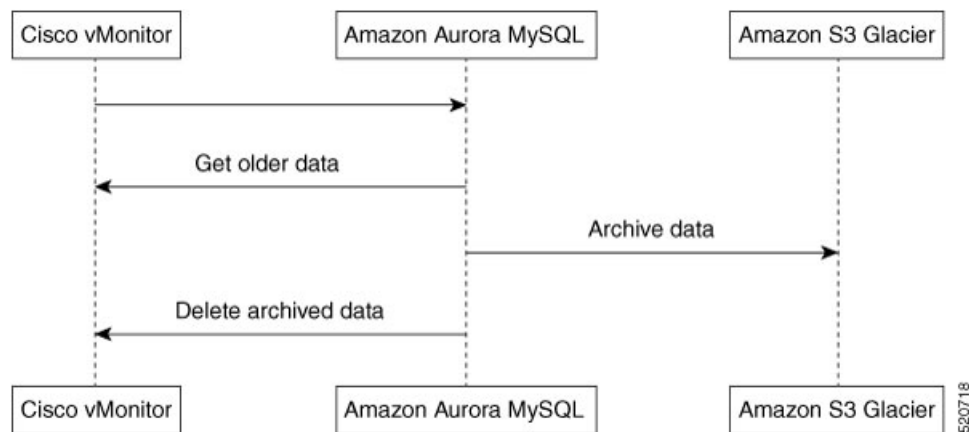 Cisco vMonitor
Amazon Aurora MySQL
Amazon S3 Glacier
Get older data
Archive data
Delete archived data
Cisco vMonitor
Amazon Aurora MySQL
Amazon S3 Glacier
520718